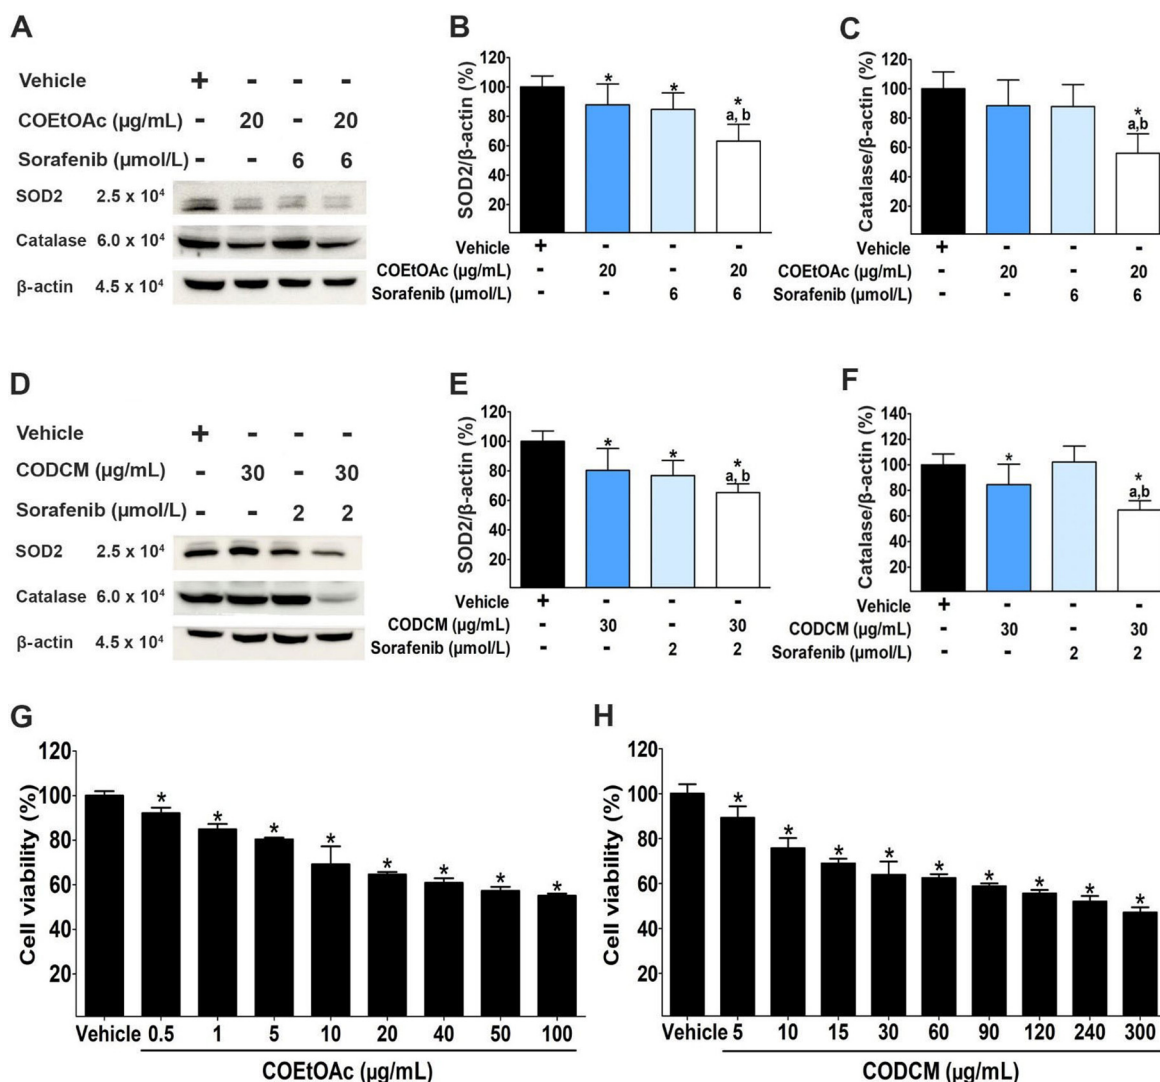 A
Vehicle + - - -
COEtOAc (µg/mL) - 20 - 20
Sorafenib (µmol/L) - - 6 6
SOD2 2.5 x 10⁴
Catalase 6.0 x 10⁴
β-actin 4.5 x 10⁴
B
SOD2/β-actin (%)
120
100
80
60
40
20
*
*
*
a, b
Vehicle + - - -
COEtOAc (µg/mL) - 20 - 20
Sorafenib (µmol/L) - - 6 6
C
Catalase/β-actin (%)
120
100
80
60
40
20
*
a,b
Vehicle + - - -
COEtOAc (µg/mL) - 20 - 20
Sorafenib (µmol/L) - - 6 6
D
Vehicle + - - -
CODCM (µg/mL) - 30 - 30
Sorafenib (µmol/L) - - 2 2
SOD2 2.5 x 10⁴
Catalase 6.0 x 10⁴
β-actin 4.5 x 10⁴
E
SOD2/β-actin (%)
120
100
80
60
40
20
*
*
*
a, b
Vehicle + - - -
CODCM (µg/mL) - 30 - 30
Sorafenib (µmol/L) - - 2 2
F
Catalase/β-actin (%)
140
120
100
80
60
40
20
*
*
a,b
Vehicle + - - -
CODCM (µg/mL) - 30 - 30
Sorafenib (µmol/L) - - 2 2
G
Cell viability (%)
120
100
80
60
40
20
* * * * * * * *
Vehicle 0.5 1 5 10 20 40 50 100
COEtOAc (µg/mL)
H
Cell viability (%)
120
100
80
60
40
20
* * * * * * * * *
Vehicle 5 10 15 30 60 90 120 240 300
CODCM (µg/mL)